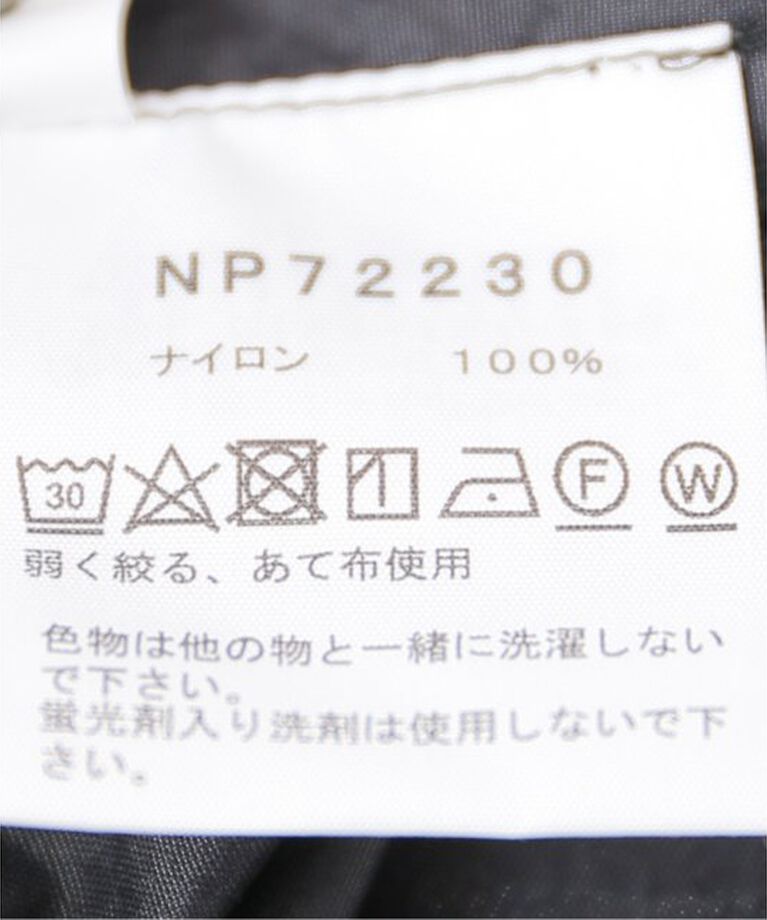 NP72230
ナイロン 100%
30 F W
弱く絞る、あて布使用
色物は他の物と一緒に洗濯しない
で下さい。
蛍光剤入り洗剤は使用しないで下
さい。